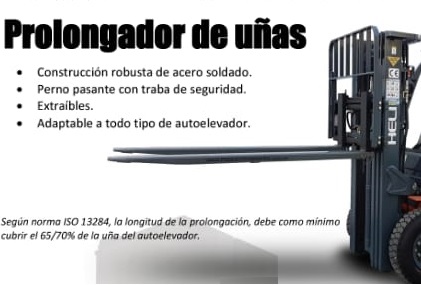 Prolongador de uñas
• Construcción robusta de acero soldado.
• Perno pasante con traba de seguridad.
• Extraíbles.
• Adaptable a todo tipo de autoelevador.
HELI
CE
Según norma ISO 13284, la longitud de la prolongación, debe como mínimo
cubrir el 65/70% de la uña del autoelevador.